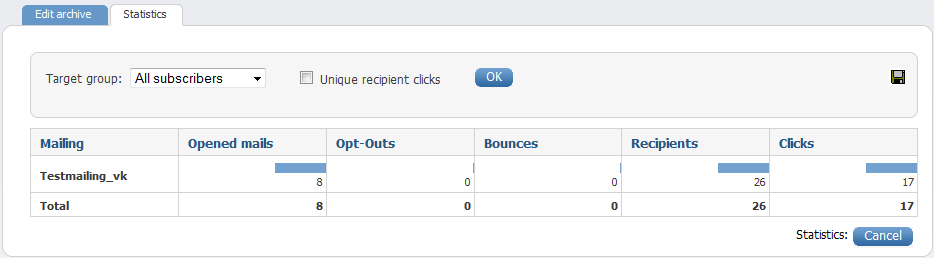 Edit archive Statistics
Target group: All subscribers Unique recipient clicks OK
Mailing Opened mails Opt-Outs Bounces Recipients Clicks
Testmailing_vk 8 0 0 26 17
Total 8 0 0 26 17
Statistics: Cancel